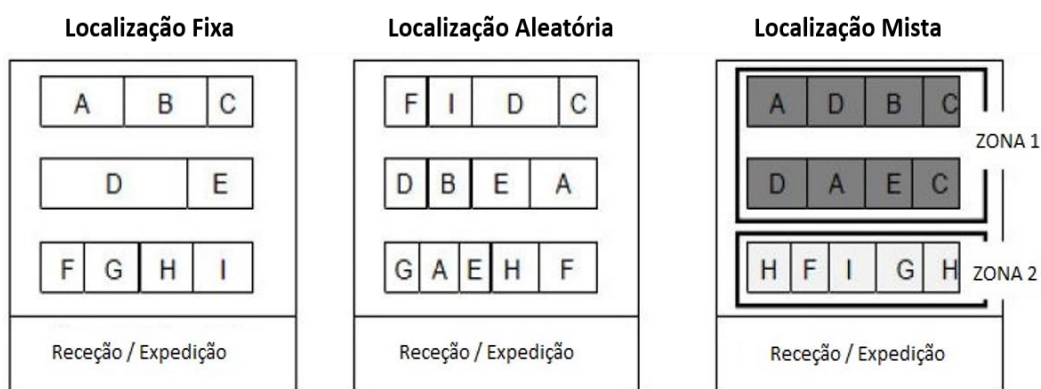 Localização Fixa
A B C
D E
F G H I
Receção / Expedição
Localização Aleatória
F I D C
D B E A
G A E H F
Receção / Expedição
Localização Mista
A D B C
ZONA 1
D A E C
H F I G H
ZONA 2
Receção / Expedição